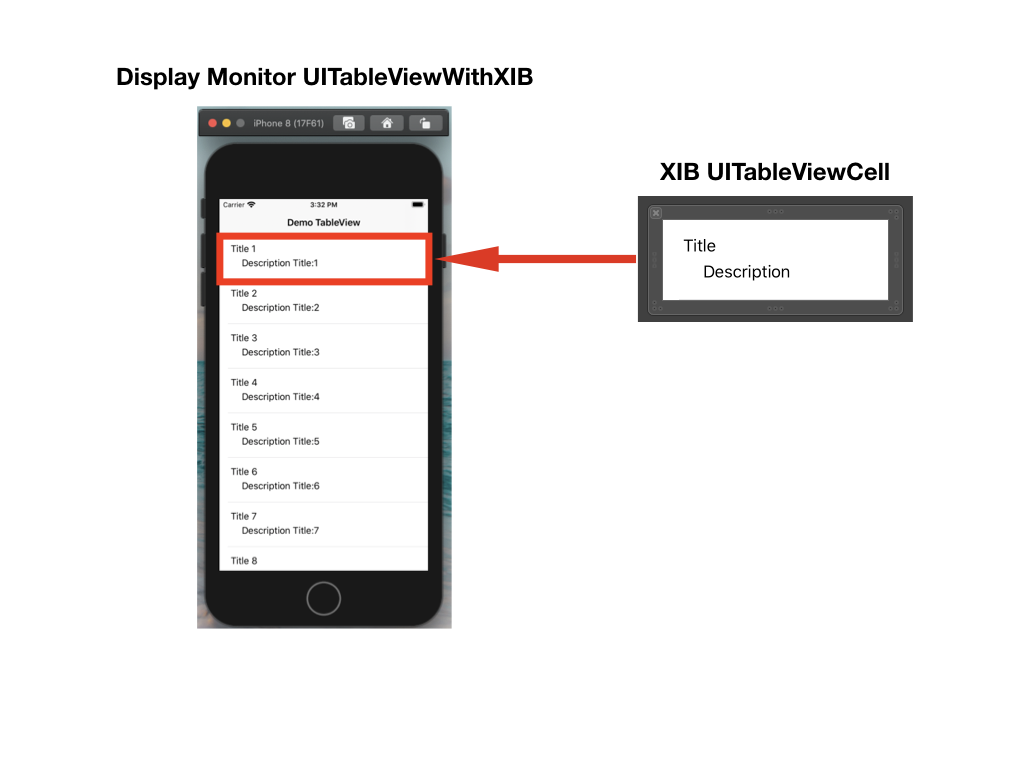 Display Monitor UITableViewWithXIB
iPhone 8 (17F61)
Carrier 3:32 PM
Demo TableView
Title 1
Description Title:1
Title 2
Description Title:2
Title 3
Description Title:3
Title 4
Description Title:4
Title 5
Description Title:5
Title 6
Description Title:6
Title 7
Description Title:7
Title 8
XIB UITableViewCell
Title
Description